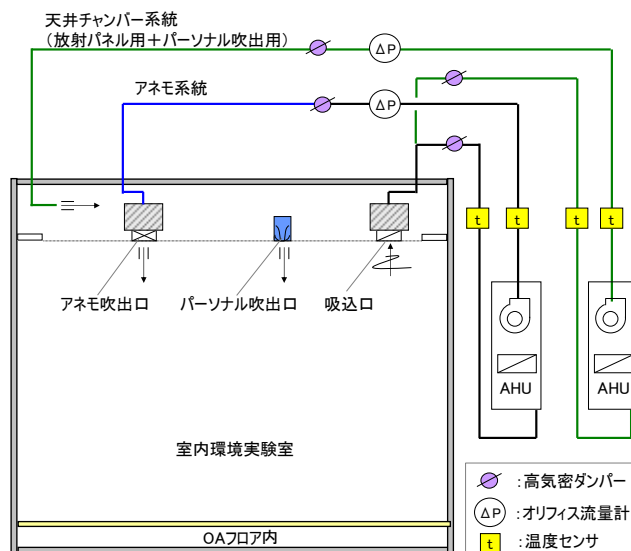 天井チャンバー系統
（放射パネル用＋パーソナル吹出用）
ΔP
アネモ系統
ΔP
t
t
t
t
アネモ吹出口
パーソナル吹出口
吸込口
AHU
AHU
室内環境実験室
：高気密ダンパー
ΔP
：オリフィス流量計
OAフロア内
t
：温度センサ